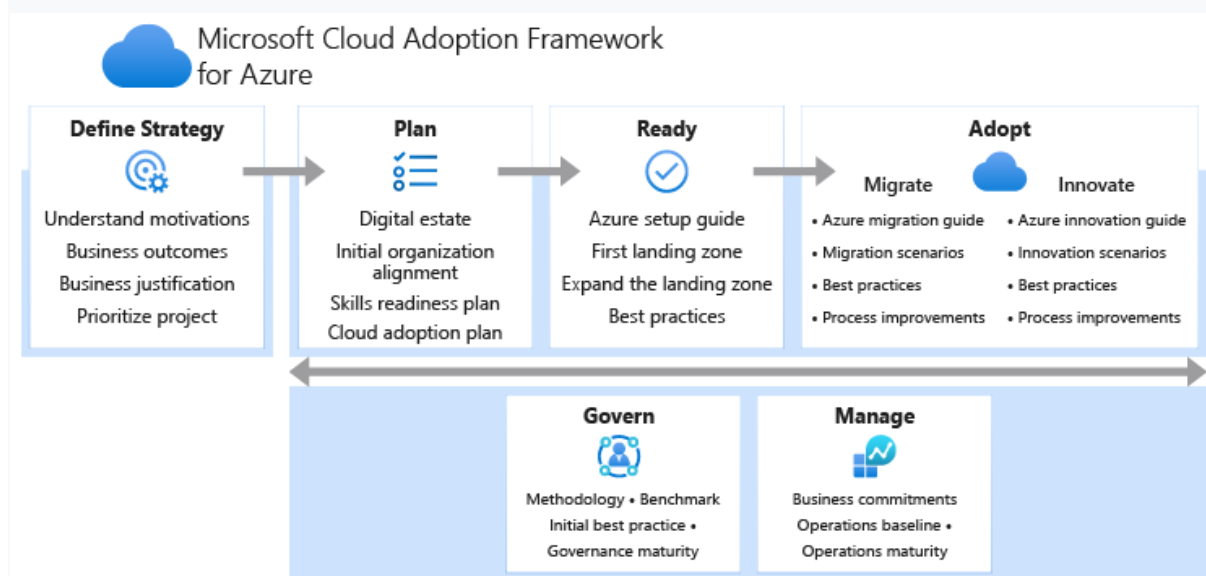 Microsoft Cloud Adoption Framework
for Azure
Define Strategy
Understand motivations
Business outcomes
Business justification
Prioritize project
Plan
Digital estate
Initial organization
alignment
Skills readiness plan
Cloud adoption plan
Ready
Azure setup guide
First landing zone
Expand the landing zone
Best practices
Adopt
Migrate
• Azure migration guide
• Migration scenarios
• Best practices
• Process improvements
Innovate
• Azure innovation guide
• Innovation scenarios
• Best practices
• Process improvements
Govern
Methodology • Benchmark
Initial best practice •
Governance maturity
Manage
Business commitments
Operations baseline •
Operations maturity